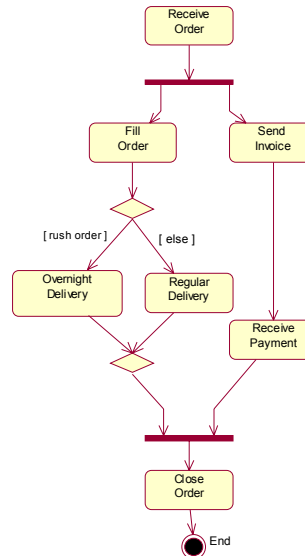 Receive
Order
Fill
Order
Send
Invoice
[ rush order ]
[ else ]
Overnight
Delivery
Regular
Delivery
Receive
Payment
Close
Order
End